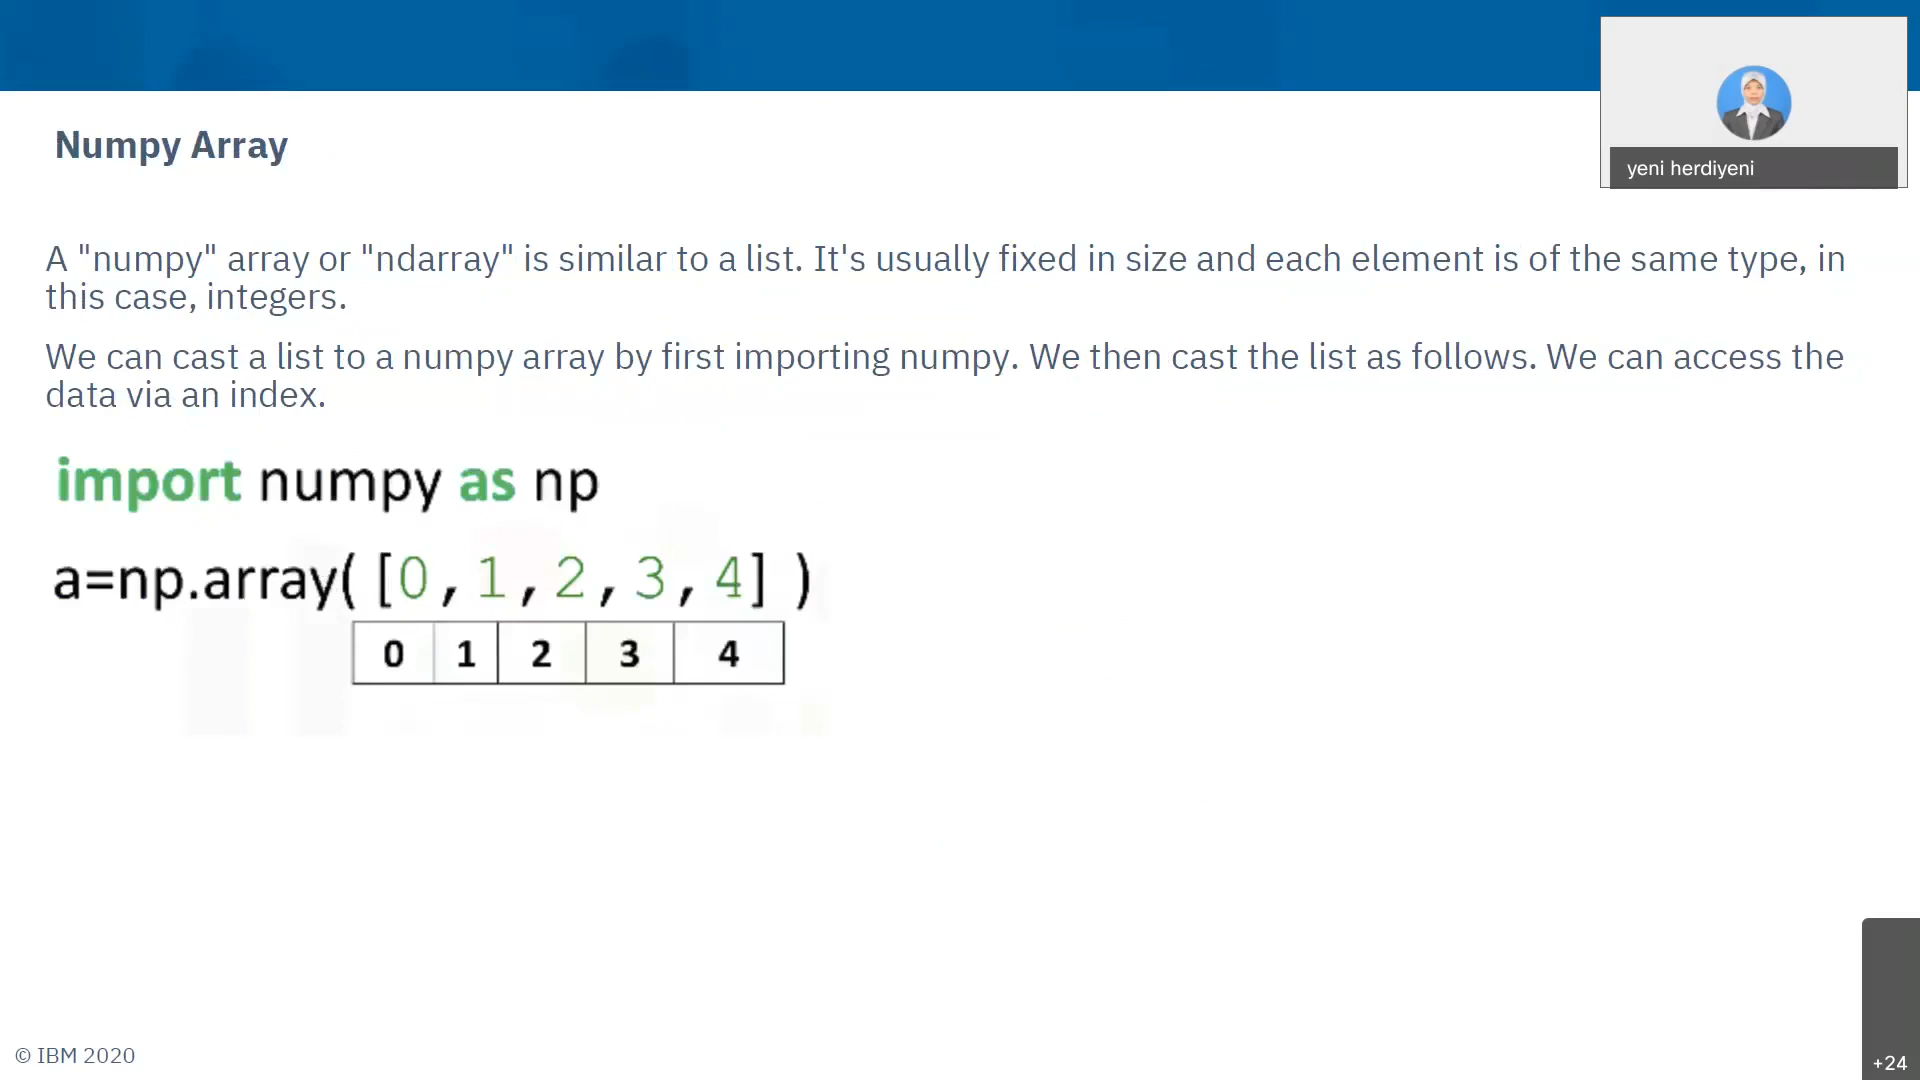 Numpy Array
yeni herdiyeni
A "numpy" array or "ndarray" is similar to a list. It's usually fixed in size and each element is of the same type, in
this case, integers.
We can cast a list to a numpy array by first importing numpy. We then cast the list as follows. We can access the
data via an index.
import numpy as np
a=np.array( [0,1,2,3,4] )
0 1 2 3 4
© IBM 2020
+24